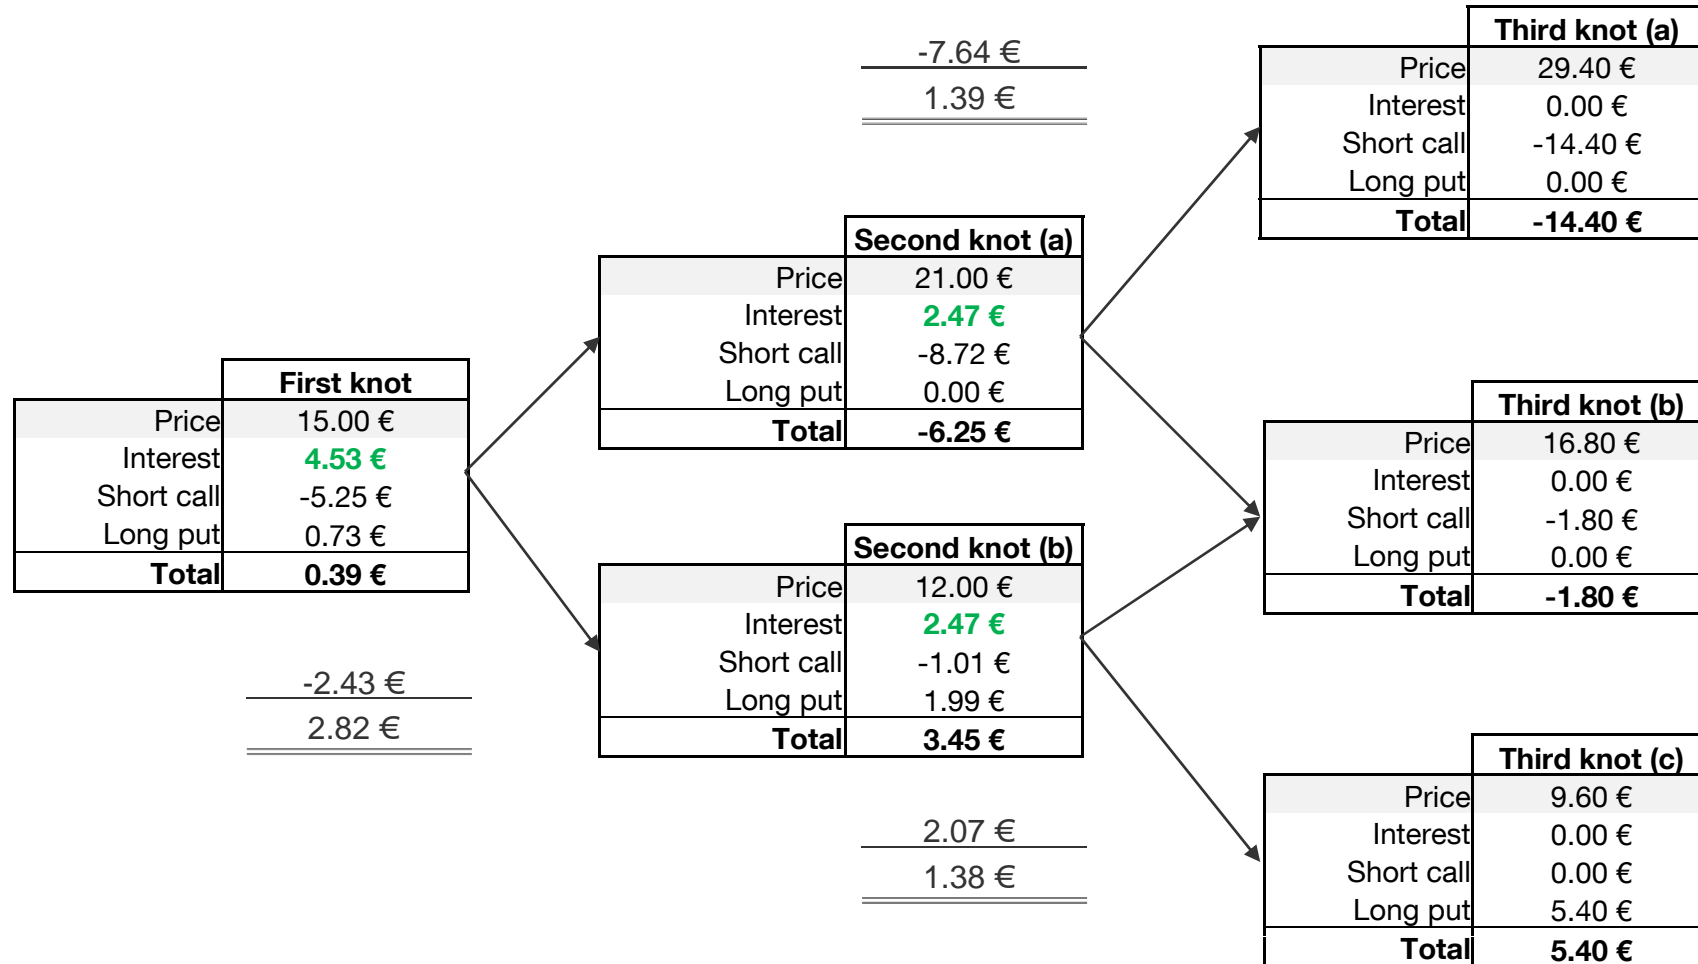 -7.64 €
1.39 €
Third knot (a)
Price 29.40 €
Interest 0.00 €
Short call -14.40 €
Long put 0.00 €
Total -14.40 €
Second knot (a)
Price 21.00 €
Interest 2.47 €
Short call -8.72 €
Long put 0.00 €
Total -6.25 €
First knot
Price 15.00 €
Interest 4.53 €
Short call -5.25 €
Long put 0.73 €
Total 0.39 €
-2.43 €
2.82 €
Third knot (b)
Price 16.80 €
Interest 0.00 €
Short call -1.80 €
Long put 0.00 €
Total -1.80 €
Second knot (b)
Price 12.00 €
Interest 2.47 €
Short call -1.01 €
Long put 1.99 €
Total 3.45 €
2.07 €
1.38 €
Third knot (c)
Price 9.60 €
Interest 0.00 €
Short call 0.00 €
Long put 5.40 €
Total 5.40 €